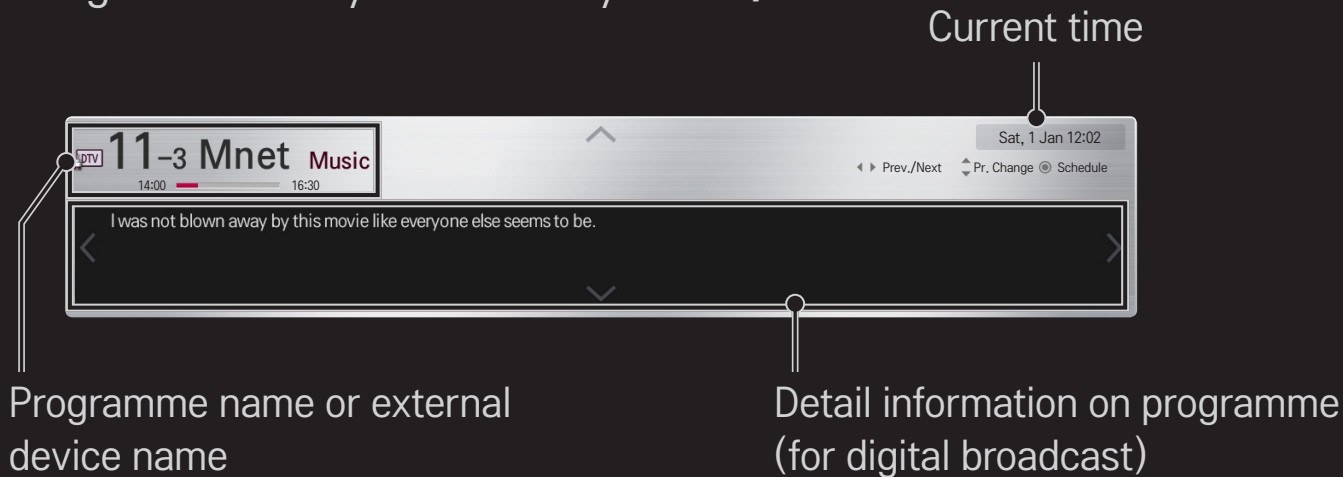 Current time
DTV 11-3 Mnet Music
14:00 16:30
Sat, 1 Jan 12:02
Prev./Next Pr. Change Schedule
I was not blown away by this movie like everyone else seems to be.
Programme name or external
device name
Detail information on programme
(for digital broadcast)